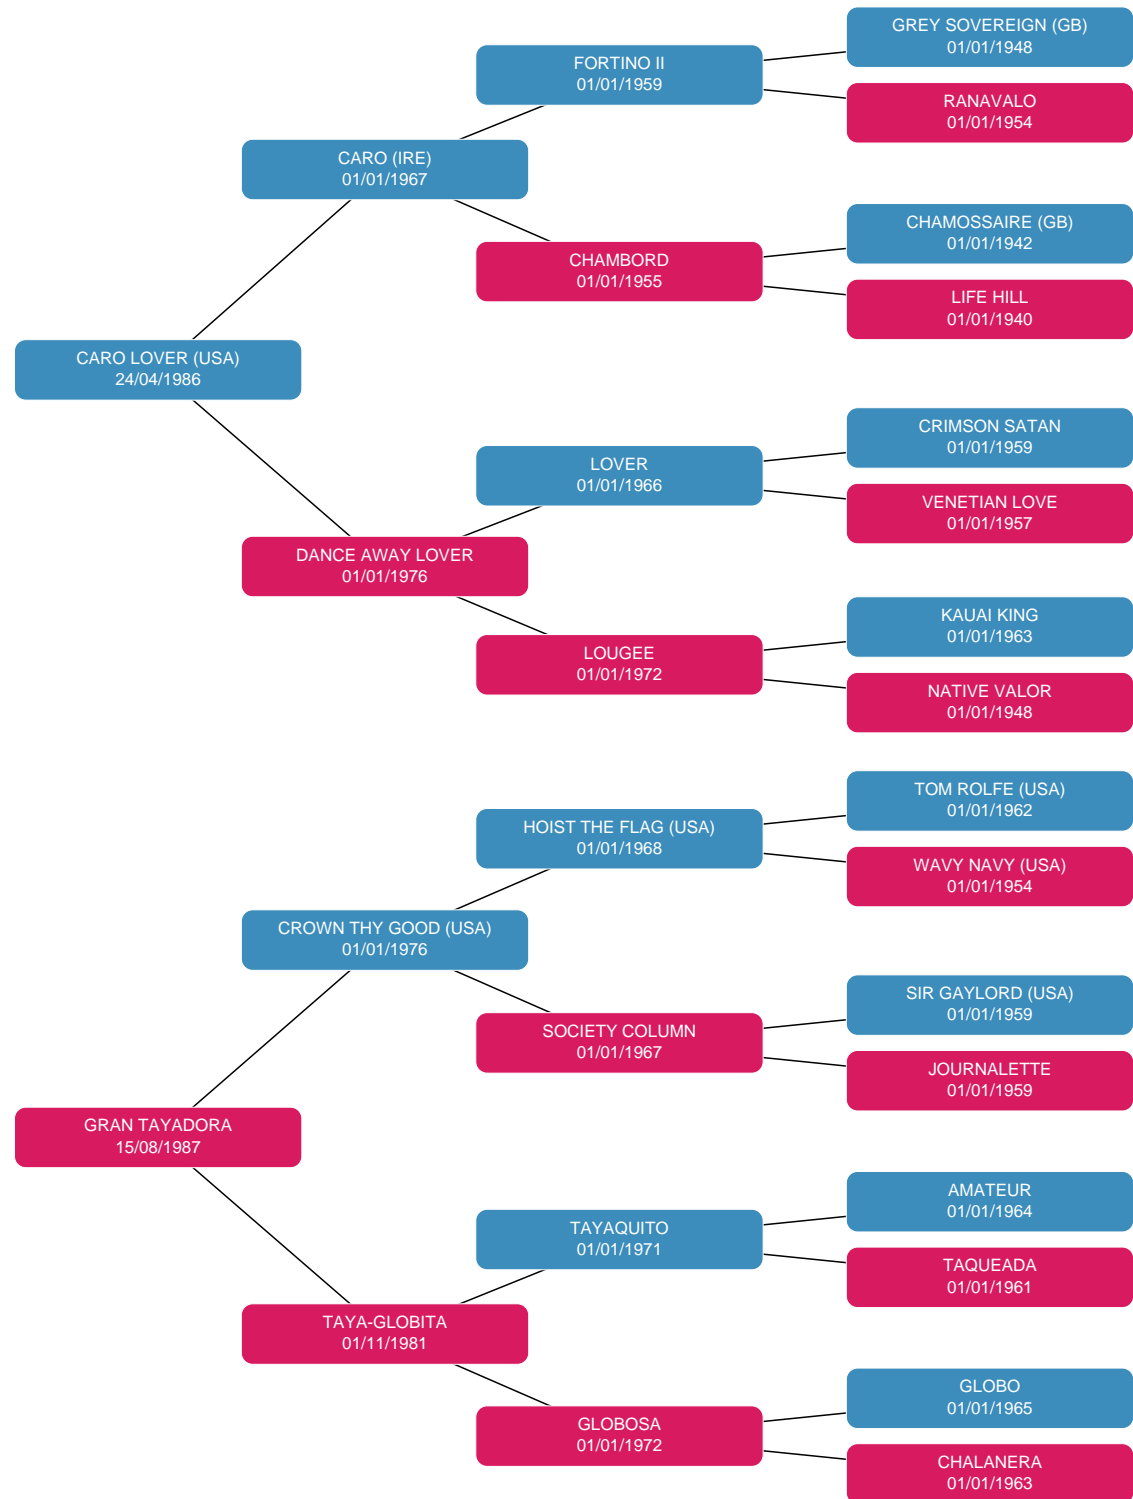 GREY SOVEREIGN (GB)
01/01/1948
FORTINO II
01/01/1959
RANAVALO
01/01/1954
CARO (IRE)
01/01/1967
CHAMOSSAIRE (GB)
01/01/1942
CHAMBORD
01/01/1955
LIFE HILL
01/01/1940
CARO LOVER (USA)
24/04/1986
CRIMSON SATAN
01/01/1959
LOVER
01/01/1966
VENETIAN LOVE
01/01/1957
DANCE AWAY LOVER
01/01/1976
KAUAI KING
01/01/1963
LOUGEE
01/01/1972
NATIVE VALOR
01/01/1948
TOM ROLFE (USA)
01/01/1962
HOIST THE FLAG (USA)
01/01/1968
WAVY NAVY (USA)
01/01/1954
CROWN THY GOOD (USA)
01/01/1976
SIR GAYLORD (USA)
01/01/1959
SOCIETY COLUMN
01/01/1967
JOURNALETTE
01/01/1959
GRAN TAYADORA
15/08/1987
AMATEUR
01/01/1964
TAYAQUITO
01/01/1971
TAQUEADA
01/01/1961
TAYA-GLOBITA
01/11/1981
GLOBO
01/01/1965
GLOBOSA
01/01/1972
CHALANERA
01/01/1963